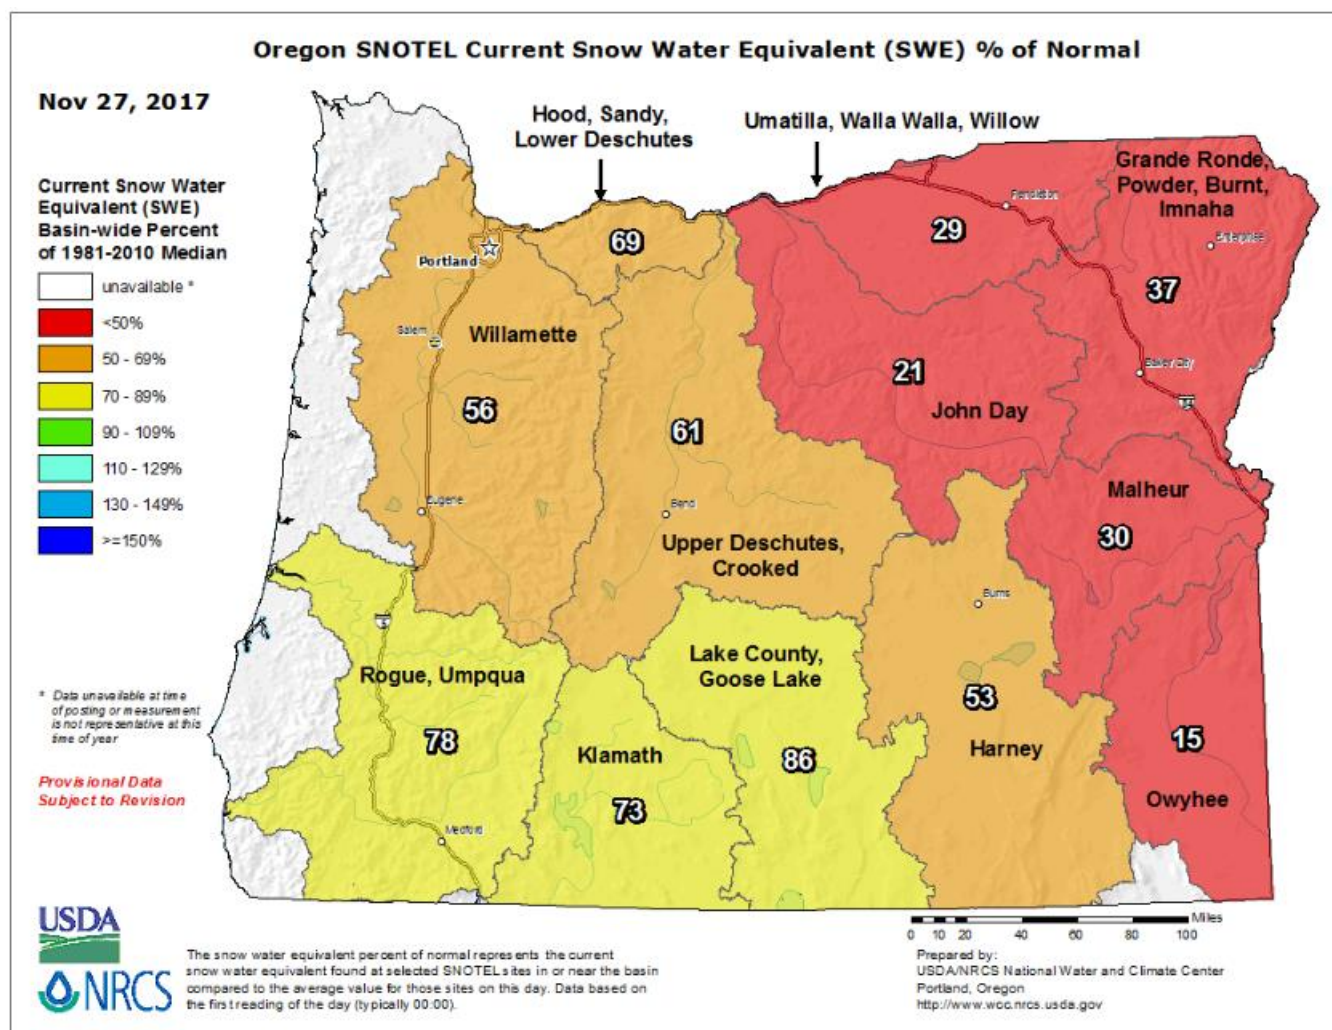 Oregon SNOTEL Current Snow Water Equivalent (SWE) % of Normal
Nov 27, 2017
Hood, Sandy,
Lower Deschutes
Umatilla, Walla Walla, Willow
Grande Ronde,
Powder, Burnt,
Imnaha
Current Snow Water
Equivalent (SWE)
Basin-wide Percent
of 1981-2010 Median
unavailable *
<50%
50 - 69%
70 - 89%
90 - 109%
110 - 129%
130 - 149%
>=150%
Pendleton
Enterprise
69
29
37
Portland
Salem
Willamette
56
61
21
John Day
Baker City
84
Eugene
Bend
Upper Deschutes,
Crooked
Malheur
30
Burns
5
Rogue, Umpqua
78
Lake County,
Goose Lake
86
53
Harney
15
Owyhee
Klamath
73
Medford
* Data unavailable at time
of posting or measurement
is not representative at this
time of year
Provisional Data
Subject to Revision
USDA
NRCS
The snow water equivalent percent of normal represents the current
snow water equivalent found at selected SNOTEL sites in or near the basin
compared to the average value for those sites on this day. Data based on
the first reading of the day (typically 00:00).
Miles
0 10 20 40 60 80 100
Prepared by:
USDA/NRCS National Water and Climate Center
Portland, Oregon
http://www.wcc.nrcs.usda.gov